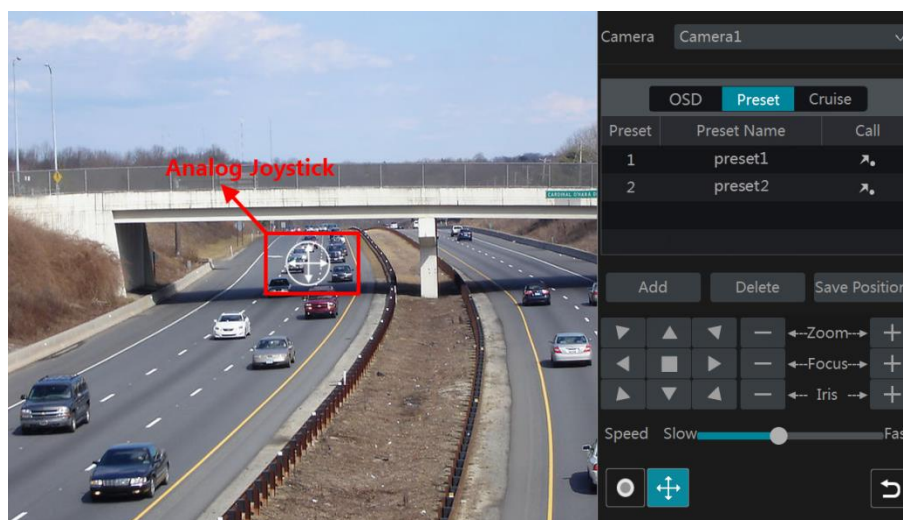 Camera Camera1
OSD Preset Cruise
Preset Preset Name Call
1 preset1
2 preset2
Analog Joystick
CARDINAL O'HARA
Add Delete Save Position
Zoom
Focus
Iris
Speed Slow Fas